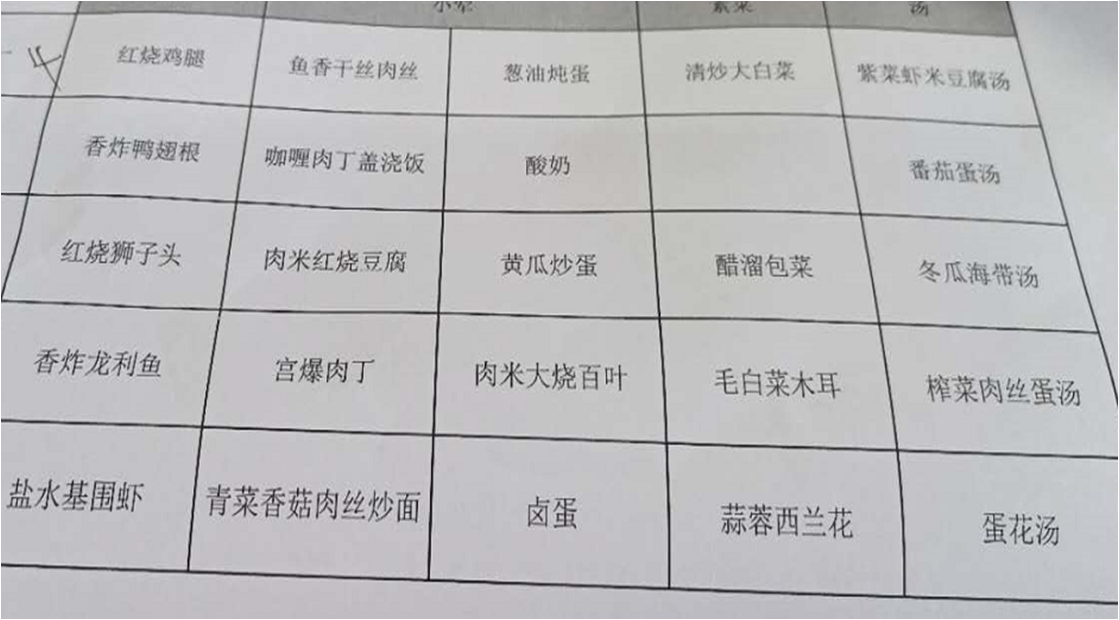 小荤 素菜 汤
红烧鸡腿 鱼香干丝肉丝 葱油炖蛋 清炒大白菜 紫菜虾米豆腐汤
香炸鸭翅根 咖喱肉丁盖浇饭 酸奶 番茄蛋汤
红烧狮子头 肉米红烧豆腐 黄瓜炒蛋 醋溜包菜 冬瓜海带汤
香炸龙利鱼 宫爆肉丁 肉米大烧百叶 毛白菜木耳 榨菜肉丝蛋汤
盐水基围虾 青菜香菇肉丝炒面 卤蛋 蒜蓉西兰花 蛋花汤